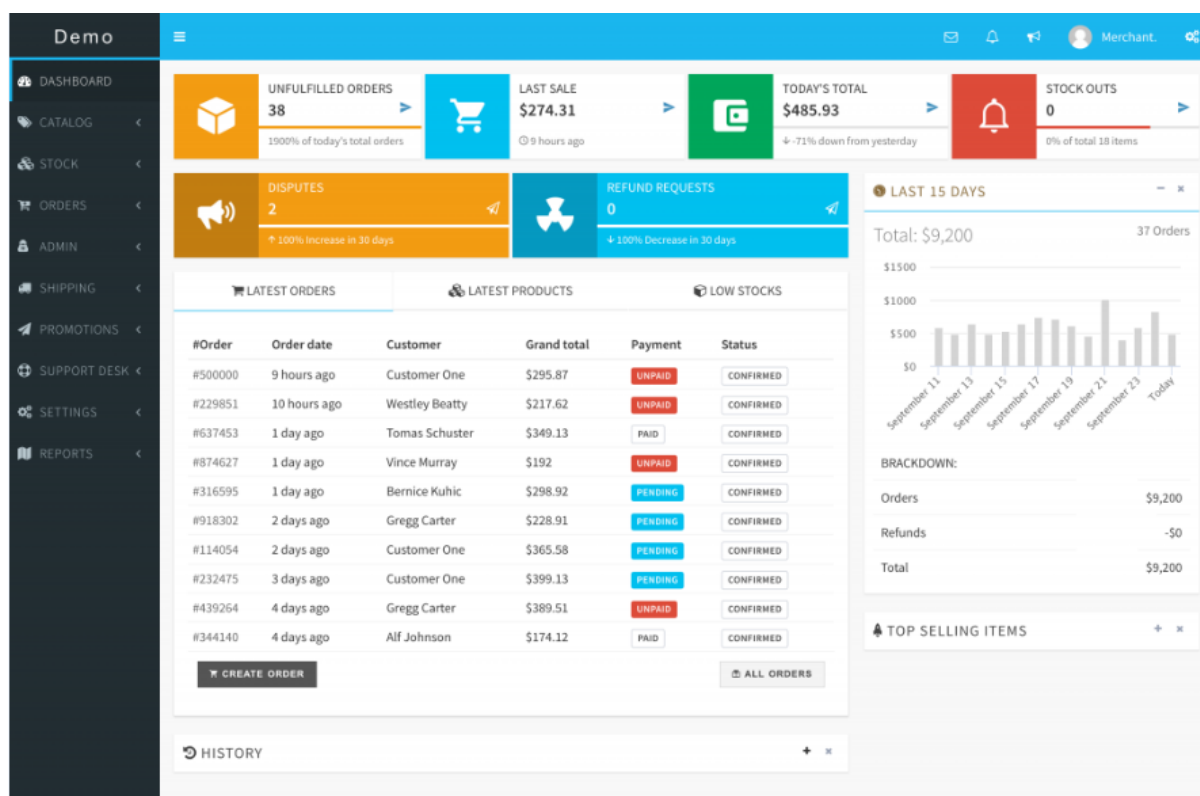 Demo
Merchant.
DASHBOARD
CATALOG
STOCK
ORDERS
ADMIN
SHIPPING
PROMOTIONS
SUPPORT DESK
SETTINGS
REPORTS
UNFULFILLED ORDERS
38
1900% of today's total orders
LAST SALE
$274.31
9 hours ago
TODAY'S TOTAL
$485.93
-71% down from yesterday
STOCK OUTS
0
0% of total 18 items
DISPUTES
2
100% Increase in 30 days
REFUND REQUESTS
0
100% Decrease in 30 days
LATEST ORDERS LATEST PRODUCTS LOW STOCKS
#Order Order date Customer Grand total Payment Status
#500000 9 hours ago Customer One $295.87 UNPAID CONFIRMED
#229851 10 hours ago Westley Beatty $217.62 UNPAID CONFIRMED
#637453 1 day ago Tomas Schuster $349.13 PAID CONFIRMED
#874627 1 day ago Vince Murray $192 UNPAID CONFIRMED
#316595 1 day ago Bernice Kuhic $298.92 PENDING CONFIRMED
#918302 2 days ago Gregg Carter $228.91 PENDING CONFIRMED
#114054 2 days ago Customer One $365.58 PENDING CONFIRMED
#232475 3 days ago Customer One $399.13 PENDING CONFIRMED
#439264 4 days ago Gregg Carter $389.51 UNPAID CONFIRMED
#344140 4 days ago Alf Johnson $174.12 PAID CONFIRMED
CREATE ORDER ALL ORDERS
HISTORY
LAST 15 DAYS
Total: $9,200 37 Orders
$1500
$1000
$500
$0
September 11 September 13 September 15 September 17 September 19 September 21 September 23 Today
BRACKDOWN:
Orders $9,200
Refunds -$0
Total $9,200
TOP SELLING ITEMS